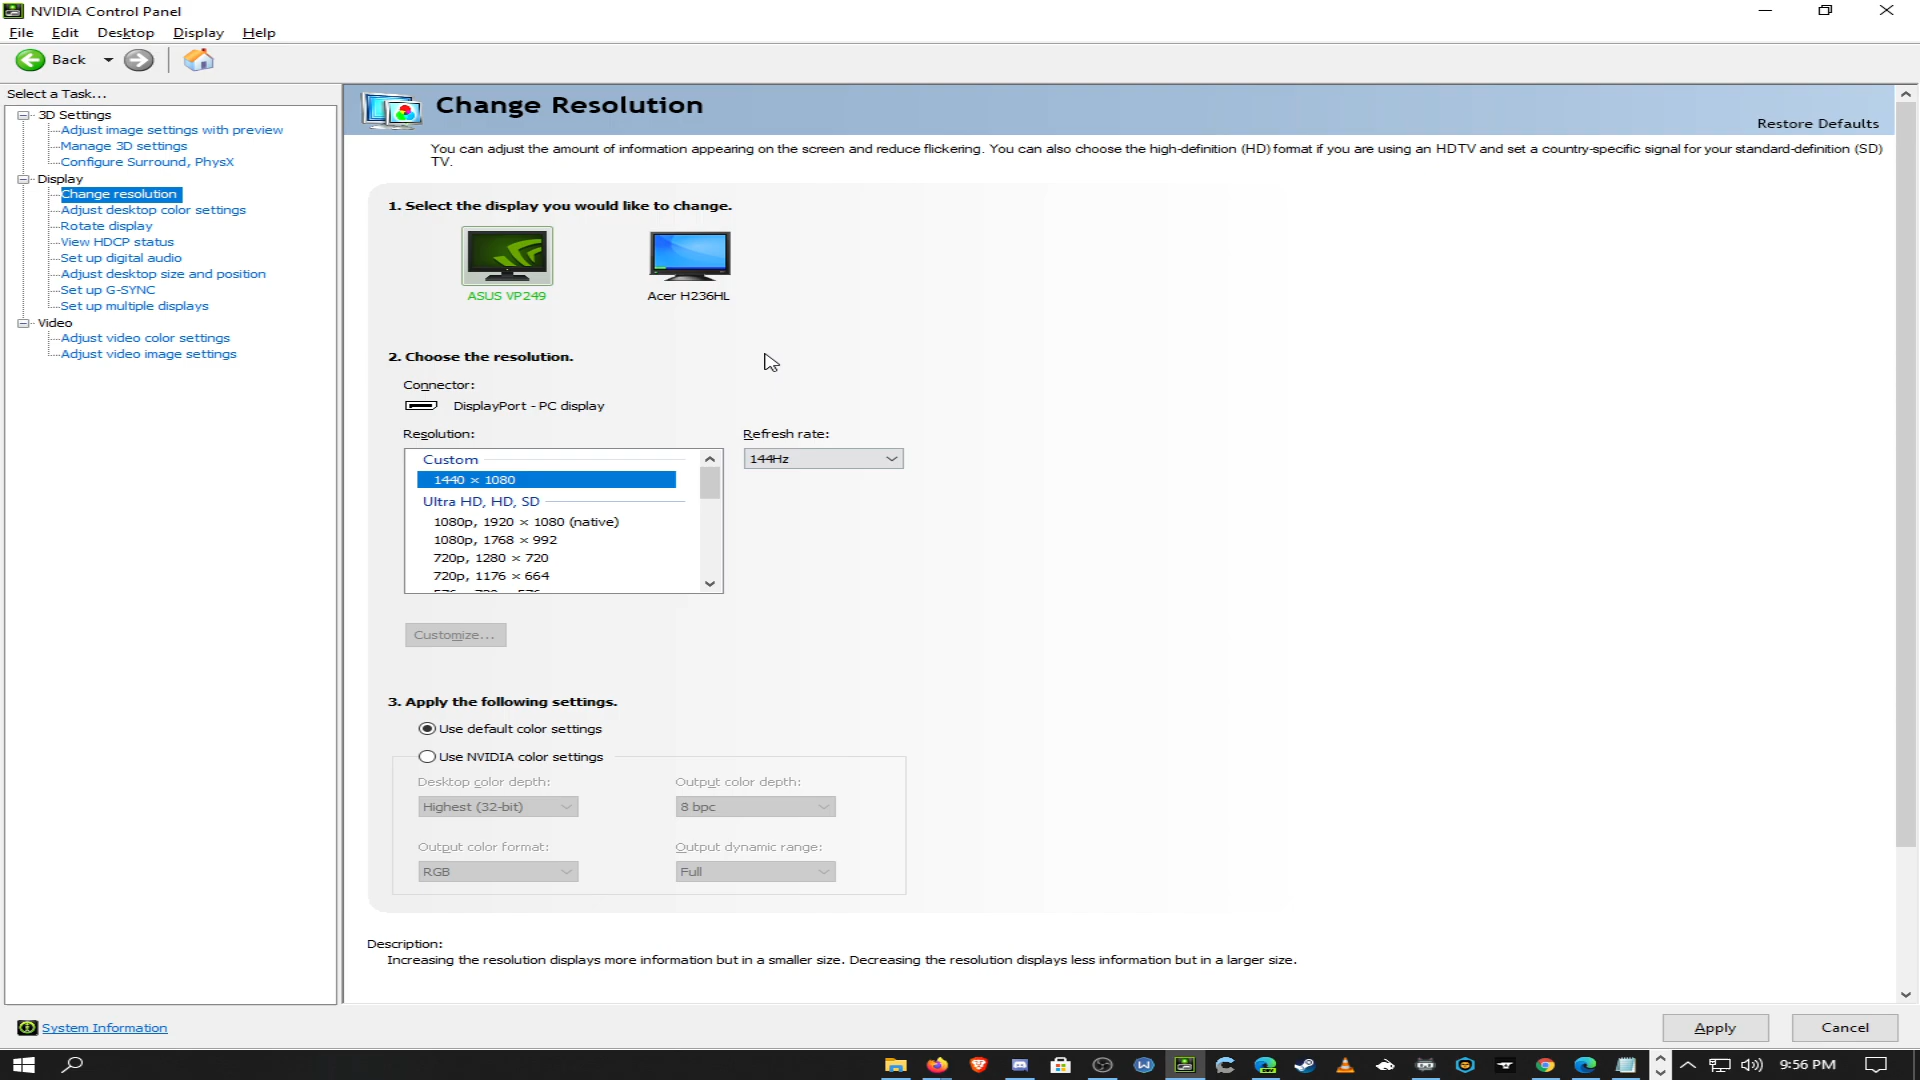 NVIDIA Control Panel
File Edit Desktop Display Help
Back
Select a Task...
3D Settings
Adjust image settings with preview
Manage 3D settings
Configure Surround, PhysX
Display
Change resolution
Adjust desktop color settings
Rotate display
View HDCP status
Set up digital audio
Adjust desktop size and position
Set up G-SYNC
Set up multiple displays
Video
Adjust video color settings
Adjust video image settings
System Information
Change Resolution
Restore Defaults
You can adjust the amount of information appearing on the screen and reduce flickering. You can also choose the high-definition (HD) format if you are using an HDTV and set a country-specific signal for your standard-definition (SD)
TV.
1. Select the display you would like to change.
ASUS VP249 Acer H236HL
2. Choose the resolution.
Connector:
DisplayPort - PC display
Resolution: Refresh rate:
144Hz
Custom
1440 × 1080
Ultra HD, HD, SD
1080p, 1920 × 1080 (native)
1080p, 1768 × 992
720p, 1280 × 720
720p, 1176 × 664
Customize...
3. Apply the following settings.
Use default color settings
Use NVIDIA color settings
Desktop color depth: Output color depth:
Highest (32-bit) 8 bpc
Output color format: Output dynamic range:
RGB Full
Description:
Increasing the resolution displays more information but in a smaller size. Decreasing the resolution displays less information but in a larger size.
Apply Cancel
9:56 PM